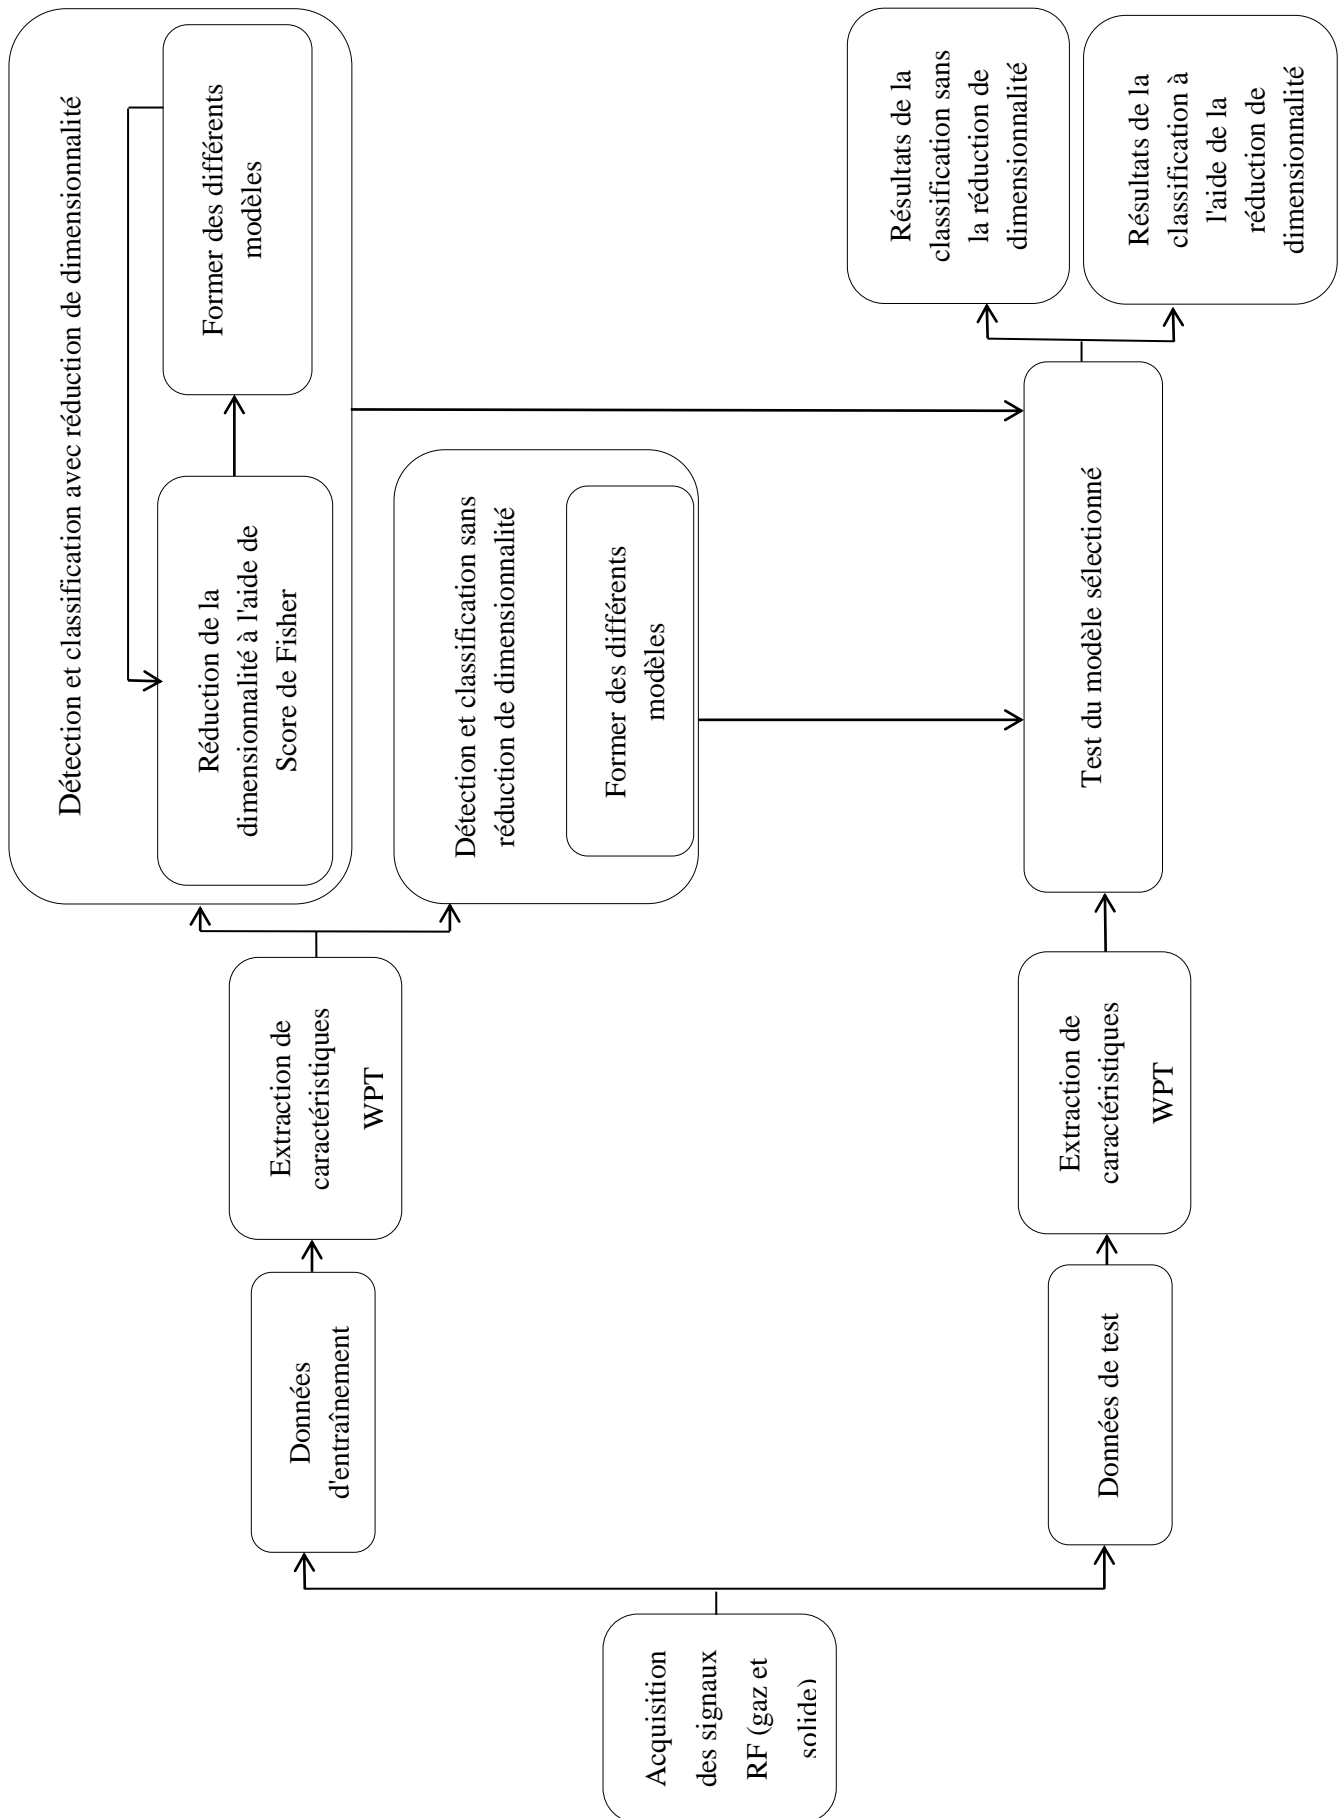 Acquisition
des signaux
RF (gaz et
solide)
Données
d'entraînement
Extraction de
caractéristiques
WPT
Détection et classification avec réduction de dimensionnalité
Réduction de la
dimensionnalité à l'aide de
Score de Fisher
Former des différents
modèles
Détection et classification sans
réduction de dimensionnalité
Former des différents
modèles
Données de test
Extraction de
caractéristiques
WPT
Test du modèle sélectionné
Résultats de la
classification sans
la réduction de
dimensionnalité
Résultats de la
classification à
l'aide de la
réduction de
dimensionnalité